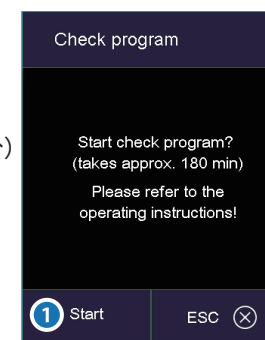 Check program
Start check program?
(takes approx. 180 min)
Please refer to the
operating instructions!
1 Start
ESC